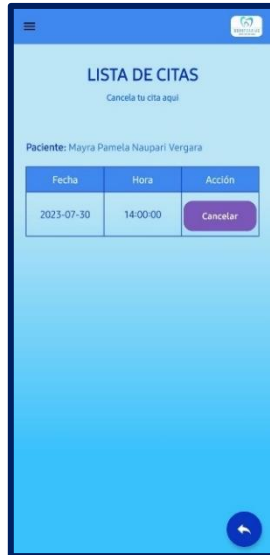 LISTA DE CITAS
Cancela tu cita aqui
Paciente: Mayra Pamela Naupari Vergara
Fecha Hora Acción
2023-07-30 14:00:00 Cancelar